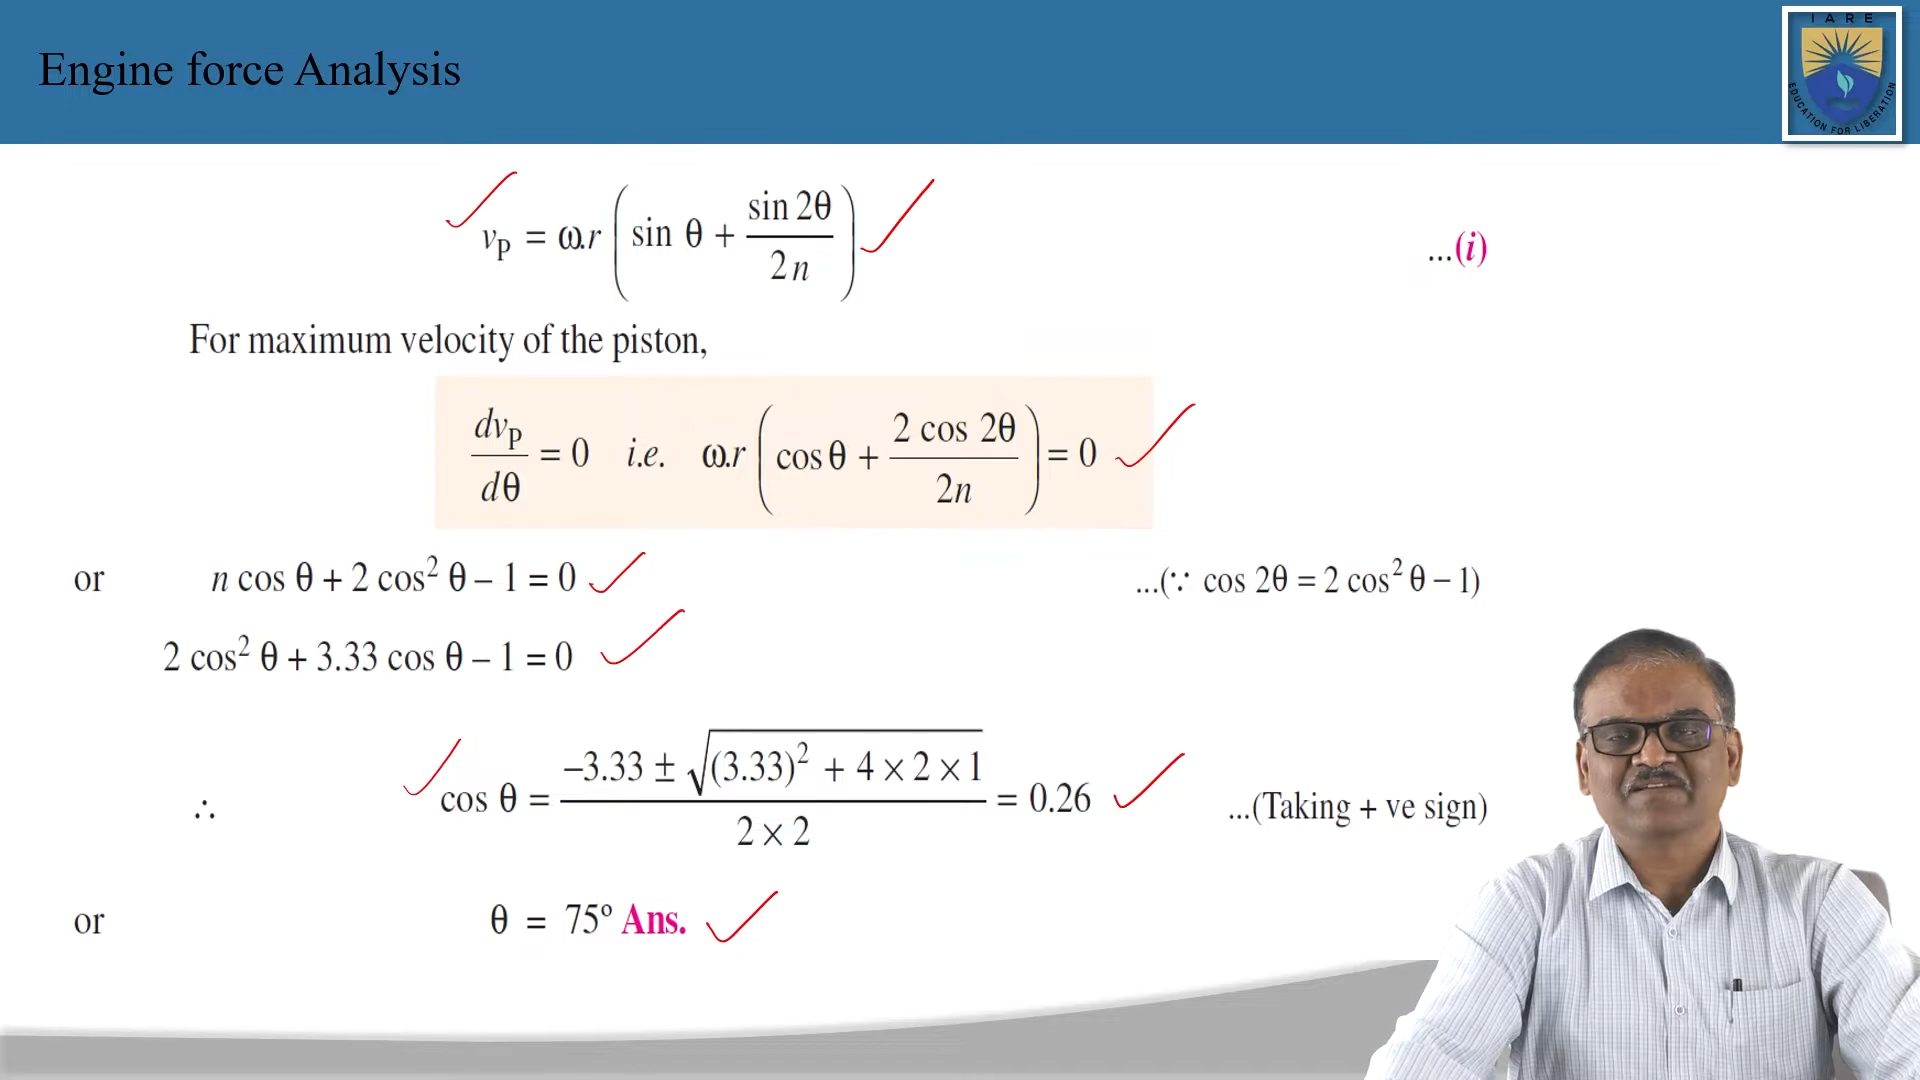 Engine force Analysis
I A R E
EDUCATION FOR LIBERATION
v_P = ω.r ( sin θ + sin 2θ / 2n ) ...(i)
For maximum velocity of the piston,
dv_P / dθ = 0 i.e. ω.r ( cos θ + 2 cos 2θ / 2n ) = 0
or n cos θ + 2 cos² θ – 1 = 0 ...(∵ cos 2θ = 2 cos² θ – 1)
2 cos² θ + 3.33 cos θ – 1 = 0
∴ cos θ = –3.33 ± √(3.33)² + 4 × 2 × 1 / 2 × 2 = 0.26 ...(Taking + ve sign)
or θ = 75º Ans.